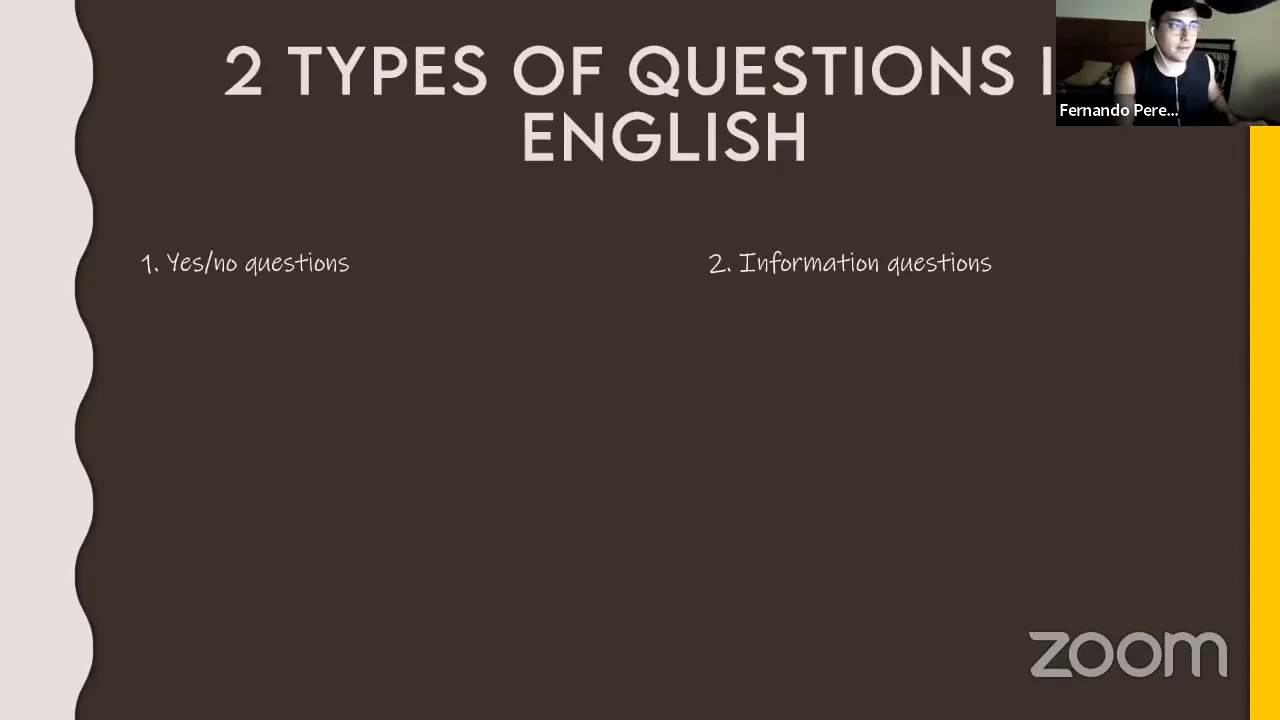 2 TYPES OF QUESTIONS I
ENGLISH
Fernando Pere...
1. Yes/no questions
2. Information questions
zoom